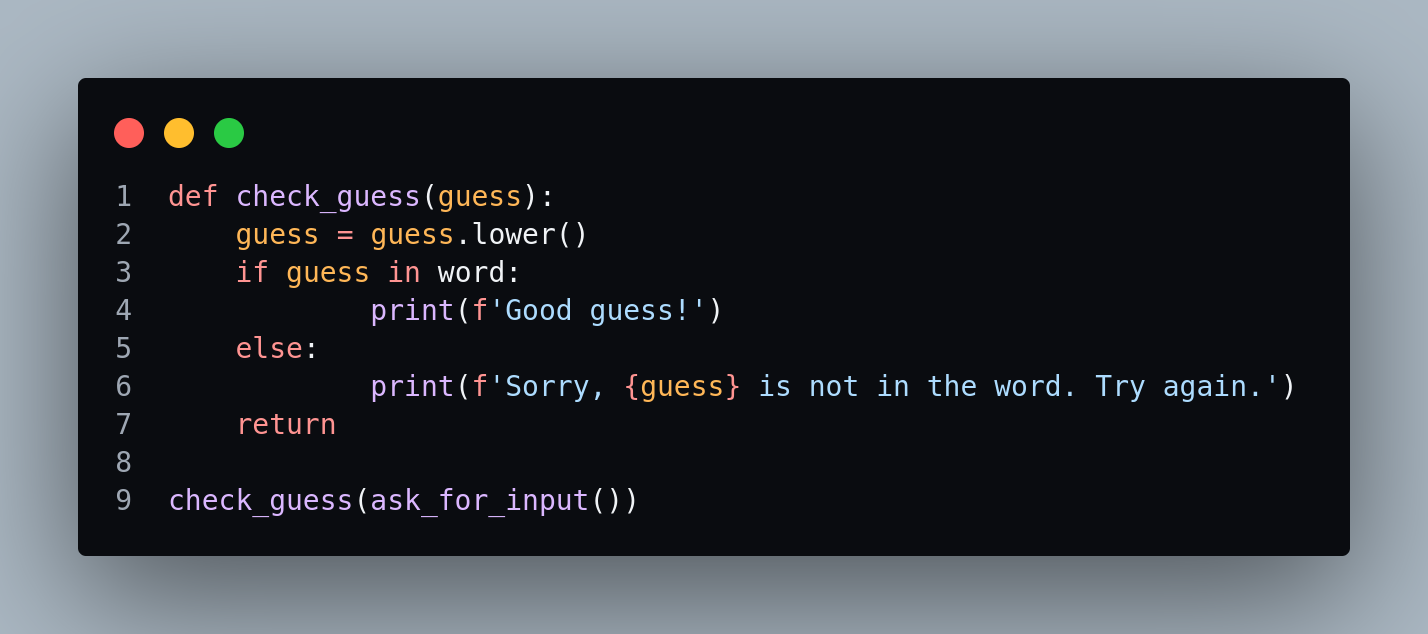 1 def check_guess(guess):
2     guess = guess.lower()
3     if guess in word:
4             print(f'Good guess!')
5     else:
6             print(f'Sorry, {guess} is not in the word. Try again.')
7     return
8
9 check_guess(ask_for_input())